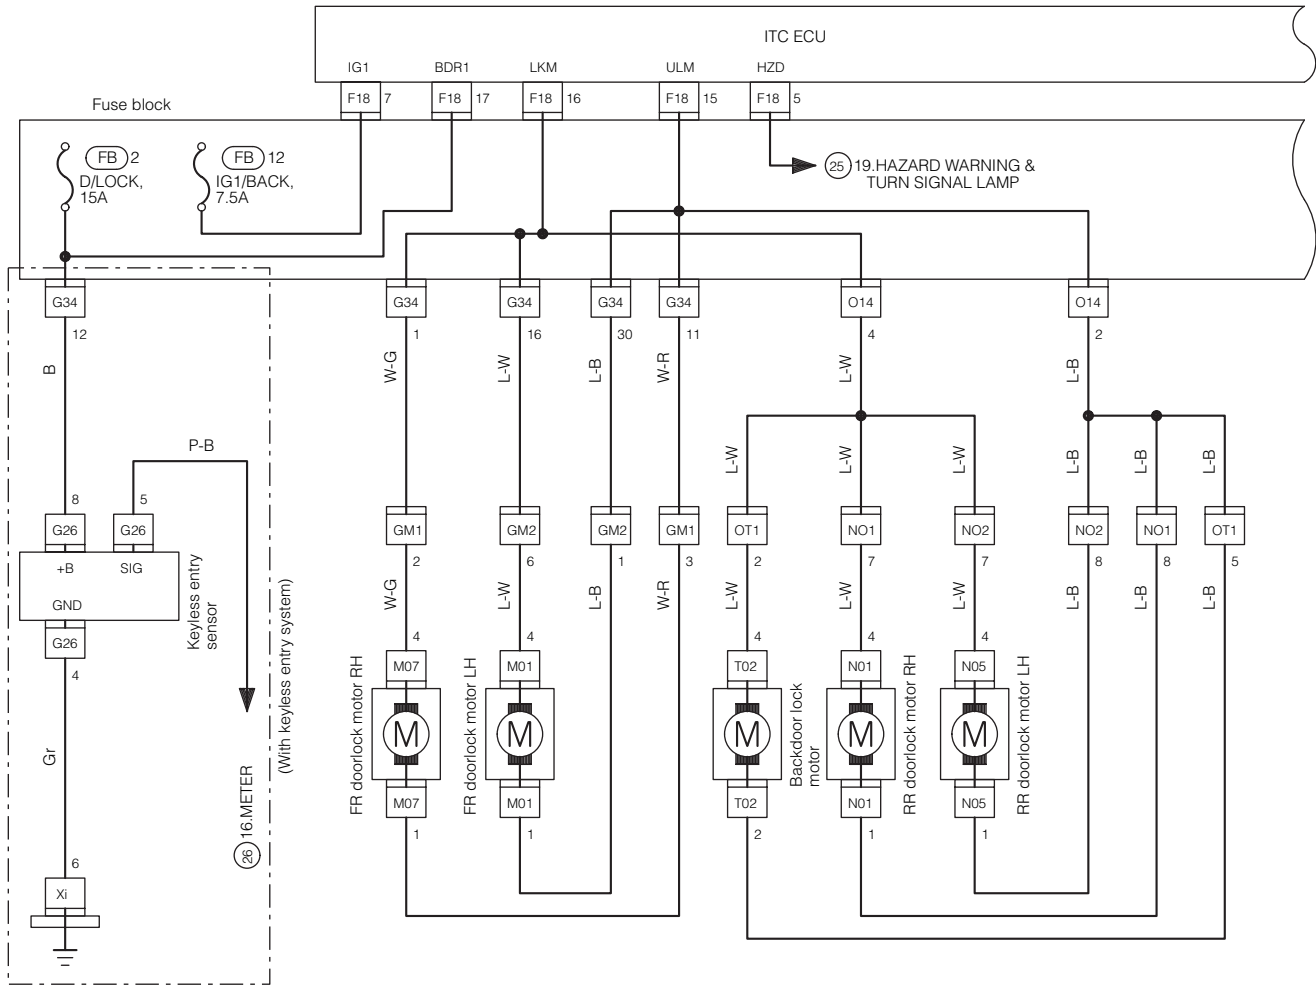 ITC ECU
IG1 BDR1 LKM ULM HZD
F18 7 F18 17 F18 16 F18 15 F18 5
Fuse block
FB 2
D/LOCK,
15A
FB 12
IG1/BACK,
7.5A
25 19.HAZARD WARNING &
TURN SIGNAL LAMP
G34 G34 G34 G34 G34 O14 O14
12 1 16 30 11 4 2
B W-G L-W L-B W-R L-W L-B
P-B
L-W L-W L-W L-B L-B L-B
8 5
G26 G26 GM1 GM2 GM2 GM1 OT1 NO1 NO2 NO2 NO1 OT1
2 6 1 3 2 7 7 8 8 5
+B SIG
GND
Keyless entry
sensor
W-G L-W L-B W-R L-W L-W L-W L-B L-B L-B
G26
4
4 4 4 4 4
M07 M01 T02 N01 N05
M M M M M
FR doorlock motor RH
FR doorlock motor LH
Backdoor lock
motor
RR doorlock motor RH
RR doorlock motor LH
(With keyless entry system)
Gr
26 16.METER
M07 M01 T02 N01 N05
1 1 2 1 1
6
Xi